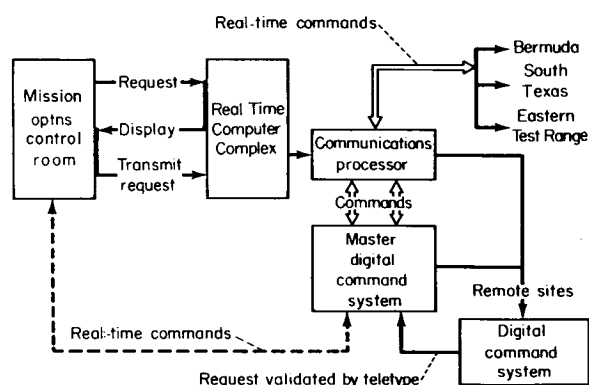 Real-time commands
Bermuda
South
Texas
Eastern
Test Range
Mission
optns
control
room
Request
Display
Transmit
request
Real Time
Computer
Complex
Communications
processor
Commands
Master
digital
command
system
Remote sites
Digital
command
system
Real-time commands
Request validated by teletype